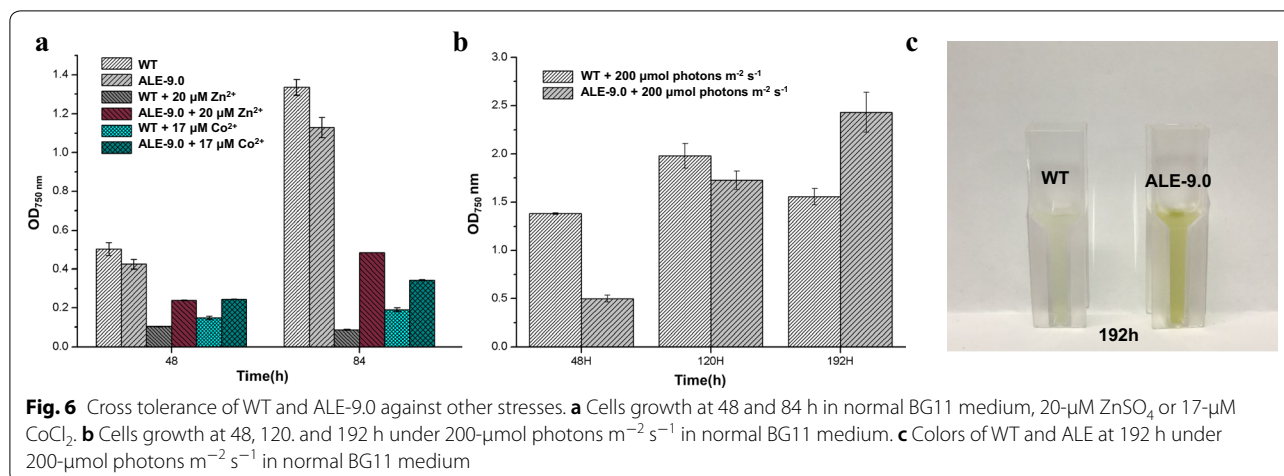 a
OD750 nm
1.4
1.2
1.0
0.8
0.6
0.4
0.2
0.0
WT
ALE-9.0
WT + 20 µM Zn²⁺
ALE-9.0 + 20 µM Zn²⁺
WT + 17 µM Co²⁺
ALE-9.0 + 17 µM Co²⁺
48 84
Time(h)
b
OD750 nm
2.5
2.0
1.5
1.0
0.5
0.0
WT + 200 µmol photons m⁻² s⁻¹
ALE-9.0 + 200 µmol photons m⁻² s⁻¹
48H 120H 192H
Time(h)
c
WT ALE-9.0
192h
Fig. 6 Cross tolerance of WT and ALE-9.0 against other stresses. a Cells growth at 48 and 84 h in normal BG11 medium, 20-µM ZnSO₄ or 17-µM
CoCl₂. b Cells growth at 48, 120. and 192 h under 200-µmol photons m⁻² s⁻¹ in normal BG11 medium. c Colors of WT and ALE at 192 h under
200-µmol photons m⁻² s⁻¹ in normal BG11 medium